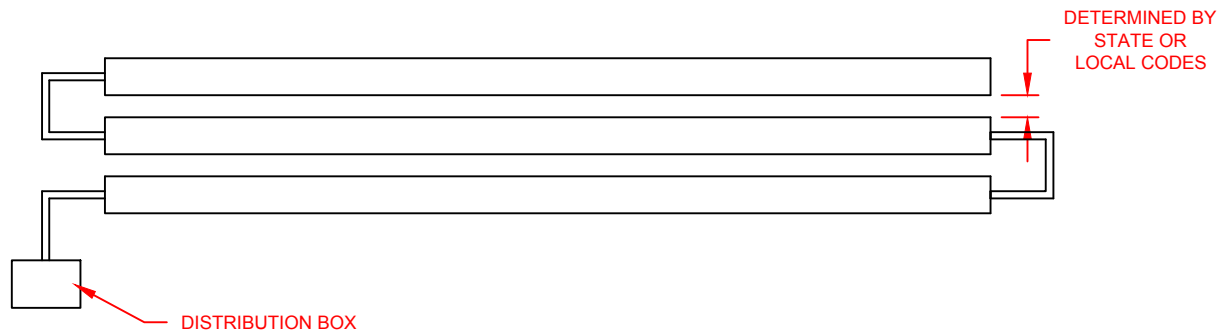 DETERMINED BY
STATE OR
LOCAL CODES
DISTRIBUTION BOX